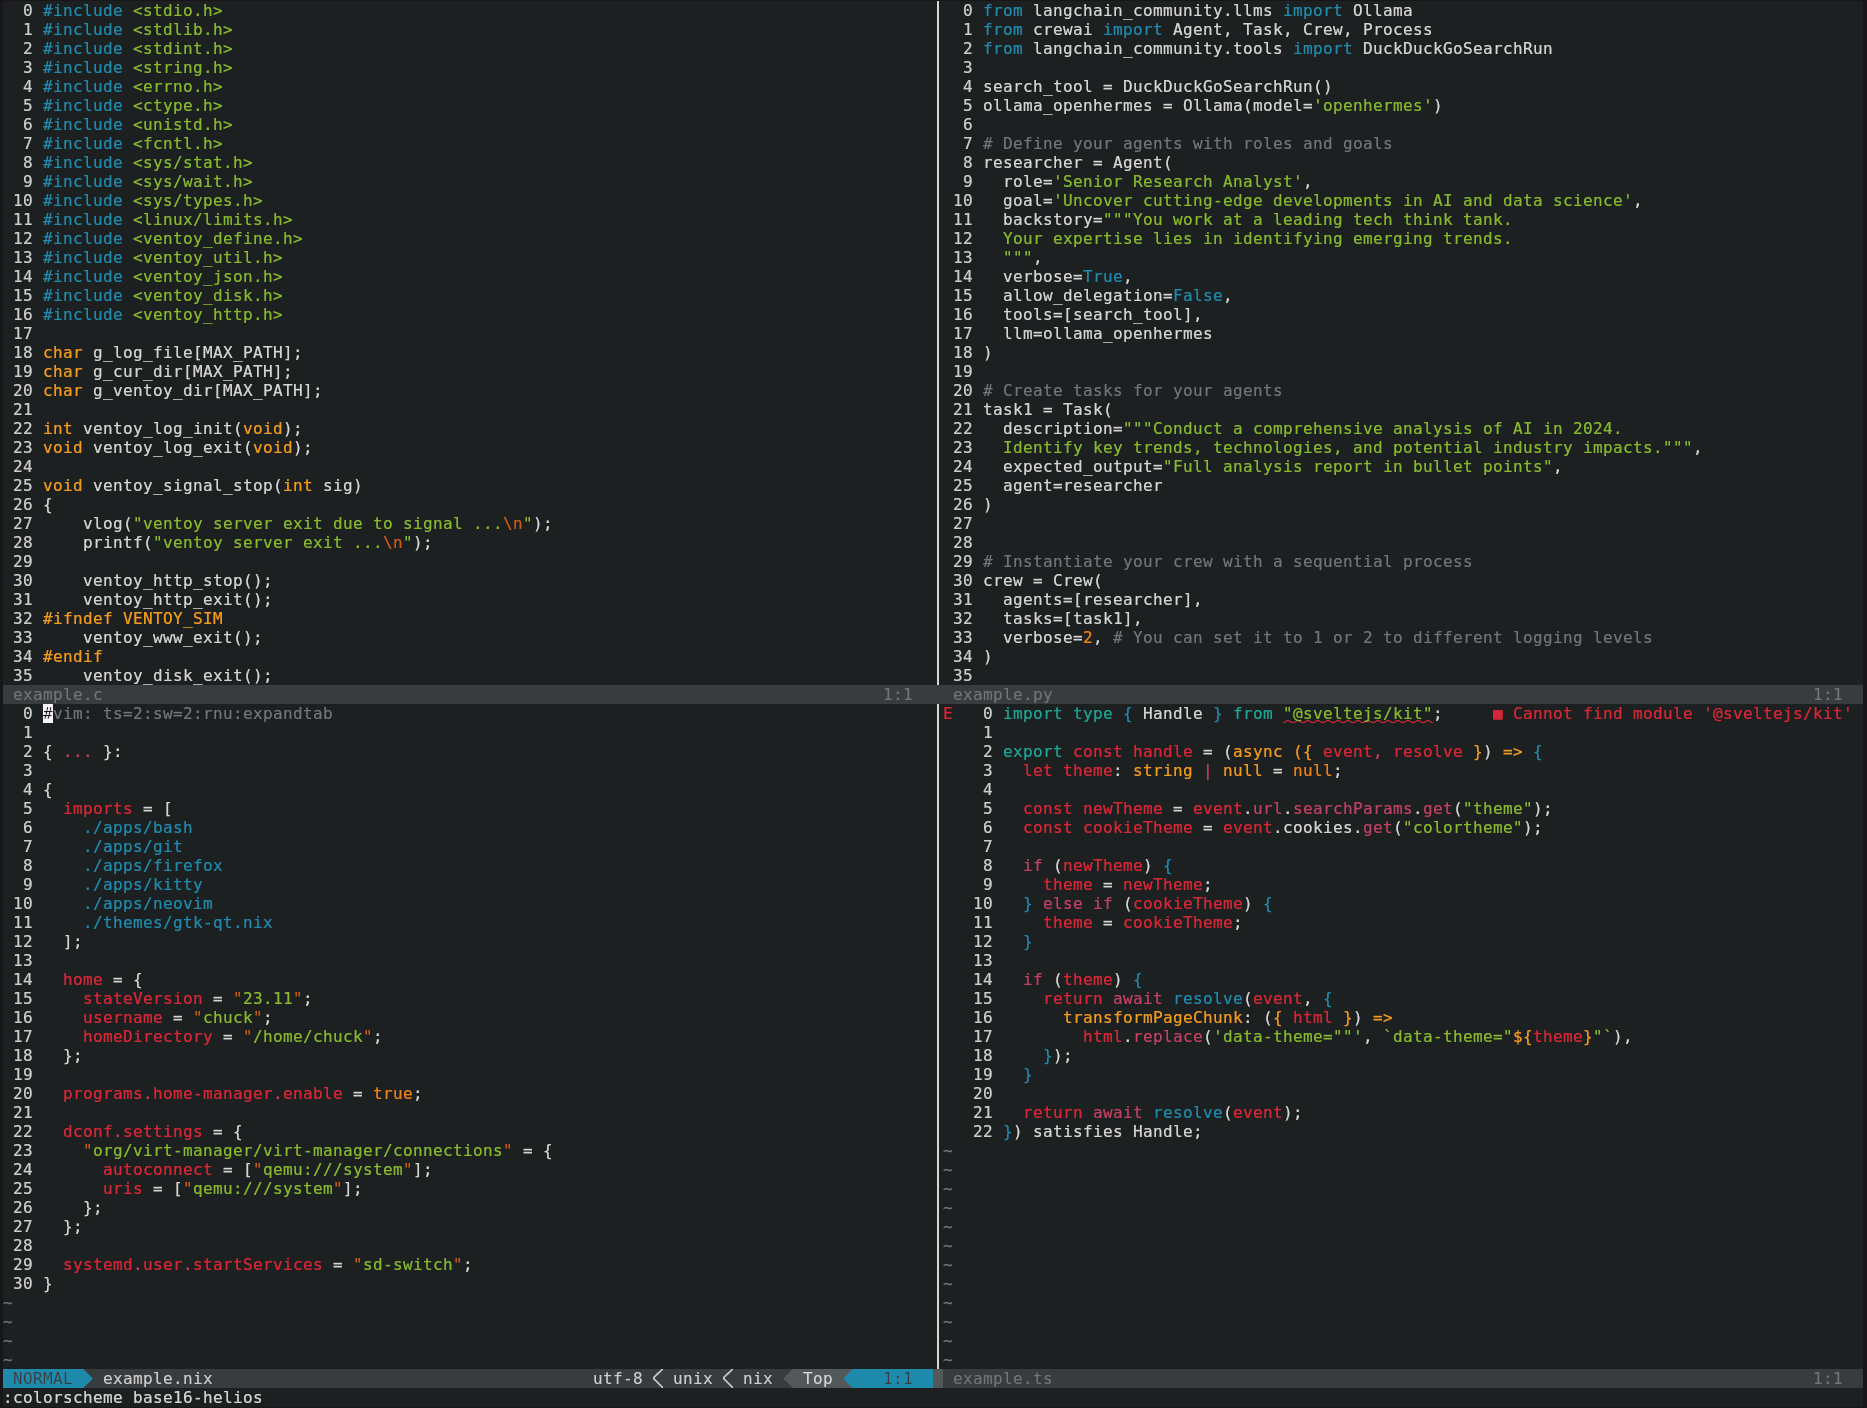 0 #include <stdio.h>
1 #include <stdlib.h>
2 #include <stdint.h>
3 #include <string.h>
4 #include <errno.h>
5 #include <ctype.h>
6 #include <unistd.h>
7 #include <fcntl.h>
8 #include <sys/stat.h>
9 #include <sys/wait.h>
10 #include <sys/types.h>
11 #include <linux/limits.h>
12 #include <ventoy_define.h>
13 #include <ventoy_util.h>
14 #include <ventoy_json.h>
15 #include <ventoy_disk.h>
16 #include <ventoy_http.h>
17
18 char g_log_file[MAX_PATH];
19 char g_cur_dir[MAX_PATH];
20 char g_ventoy_dir[MAX_PATH];
21
22 int ventoy_log_init(void);
23 void ventoy_log_exit(void);
24
25 void ventoy_signal_stop(int sig)
26 {
27     vlog("ventoy server exit due to signal ...\n");
28     printf("ventoy server exit ...\n");
29
30     ventoy_http_stop();
31     ventoy_http_exit();
32 #ifndef VENTOY_SIM
33     ventoy_www_exit();
34 #endif
35     ventoy_disk_exit();
example.c 1:1
0 from langchain_community.llms import Ollama
1 from crewai import Agent, Task, Crew, Process
2 from langchain_community.tools import DuckDuckGoSearchRun
3
4 search_tool = DuckDuckGoSearchRun()
5 ollama_openhermes = Ollama(model='openhermes')
6
7 # Define your agents with roles and goals
8 researcher = Agent(
9   role='Senior Research Analyst',
10   goal='Uncover cutting-edge developments in AI and data science',
11   backstory="""You work at a leading tech think tank.
12   Your expertise lies in identifying emerging trends.
13   """,
14   verbose=True,
15   allow_delegation=False,
16   tools=[search_tool],
17   llm=ollama_openhermes
18 )
19
20 # Create tasks for your agents
21 task1 = Task(
22   description="""Conduct a comprehensive analysis of AI in 2024.
23   Identify key trends, technologies, and potential industry impacts.""",
24   expected_output="Full analysis report in bullet points",
25   agent=researcher
26 )
27
28
29 # Instantiate your crew with a sequential process
30 crew = Crew(
31   agents=[researcher],
32   tasks=[task1],
33   verbose=2, # You can set it to 1 or 2 to different logging levels
34 )
35
example.py 1:1
0 #vim: ts=2:sw=2:rnu:expandtab
1
2 { ... }:
3
4 {
5   imports = [
6     ./apps/bash
7     ./apps/git
8     ./apps/firefox
9     ./apps/kitty
10     ./apps/neovim
11     ./themes/gtk-qt.nix
12   ];
13
14   home = {
15     stateVersion = "23.11";
16     username = "chuck";
17     homeDirectory = "/home/chuck";
18   };
19
20   programs.home-manager.enable = true;
21
22   dconf.settings = {
23     "org/virt-manager/virt-manager/connections" = {
24       autoconnect = ["qemu:///system"];
25       uris = ["qemu:///system"];
26     };
27   };
28
29   systemd.user.startServices = "sd-switch";
30 }
~
~
~
~
NORMAL example.nix utf-8 unix nix Top 1:1
E 0 import type { Handle } from "@sveltejs/kit"; ■ Cannot find module '@sveltejs/kit'
1
2 export const handle = (async ({ event, resolve }) => {
3   let theme: string | null = null;
4
5   const newTheme = event.url.searchParams.get("theme");
6   const cookieTheme = event.cookies.get("colortheme");
7
8   if (newTheme) {
9     theme = newTheme;
10   } else if (cookieTheme) {
11     theme = cookieTheme;
12   }
13
14   if (theme) {
15     return await resolve(event, {
16       transformPageChunk: ({ html }) =>
17         html.replace('data-theme=""', `data-theme="${theme}"`),
18     });
19   }
20
21   return await resolve(event);
22 }) satisfies Handle;
~
~
~
~
~
~
~
~
~
~
~
~
example.ts 1:1
:colorscheme base16-helios